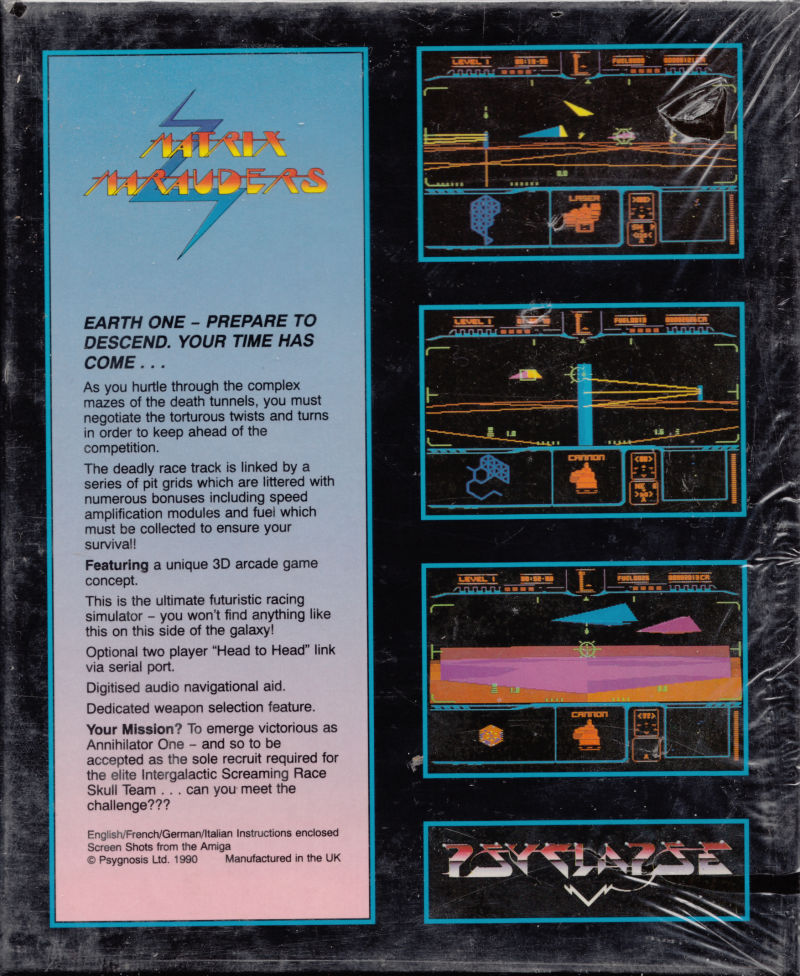 MATRIX
MARAUDERS
EARTH ONE – PREPARE TO
DESCEND. YOUR TIME HAS
COME . . .
As you hurtle through the complex
mazes of the death tunnels, you must
negotiate the torturous twists and turns
in order to keep ahead of the
competition.
The deadly race track is linked by a
series of pit grids which are littered with
numerous bonuses including speed
amplification modules and fuel which
must be collected to ensure your
survival!!
Featuring a unique 3D arcade game
concept.
This is the ultimate futuristic racing
simulator – you won't find anything like
this on this side of the galaxy!
Optional two player "Head to Head" link
via serial port.
Digitised audio navigational aid.
Dedicated weapon selection feature.
Your Mission? To emerge victorious as
Annihilator One – and so to be
accepted as the sole recruit required for
the elite Intergalactic Screaming Race
Skull Team . . . can you meet the
challenge???
English/French/German/Italian Instructions enclosed
Screen Shots from the Amiga
© Psygnosis Ltd. 1990 Manufactured in the UK
LEVEL 1
LASER
LEVEL 1
1.0
CANNON
LEVEL 1
1.0
CANNON
PSYCLAPSE